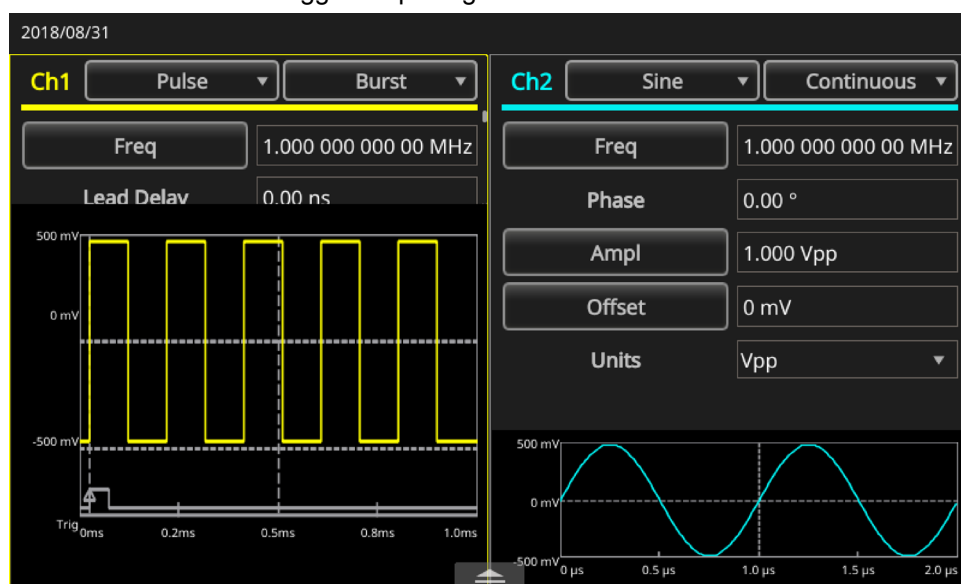 2018/08/31
Ch1 Pulse Burst
Freq 1.000 000 000 00 MHz
Lead Delay 0.00 ns
500 mV
0 mV
-500 mV
Trig
0ms 0.2ms 0.5ms 0.8ms 1.0ms
Ch2 Sine Continuous
Freq 1.000 000 000 00 MHz
Phase 0.00 °
Ampl 1.000 Vpp
Offset 0 mV
Units Vpp
500 mV
0 mV
-500 mV
0 µs 0.5 µs 1.0 µs 1.5 µs 2.0 µs